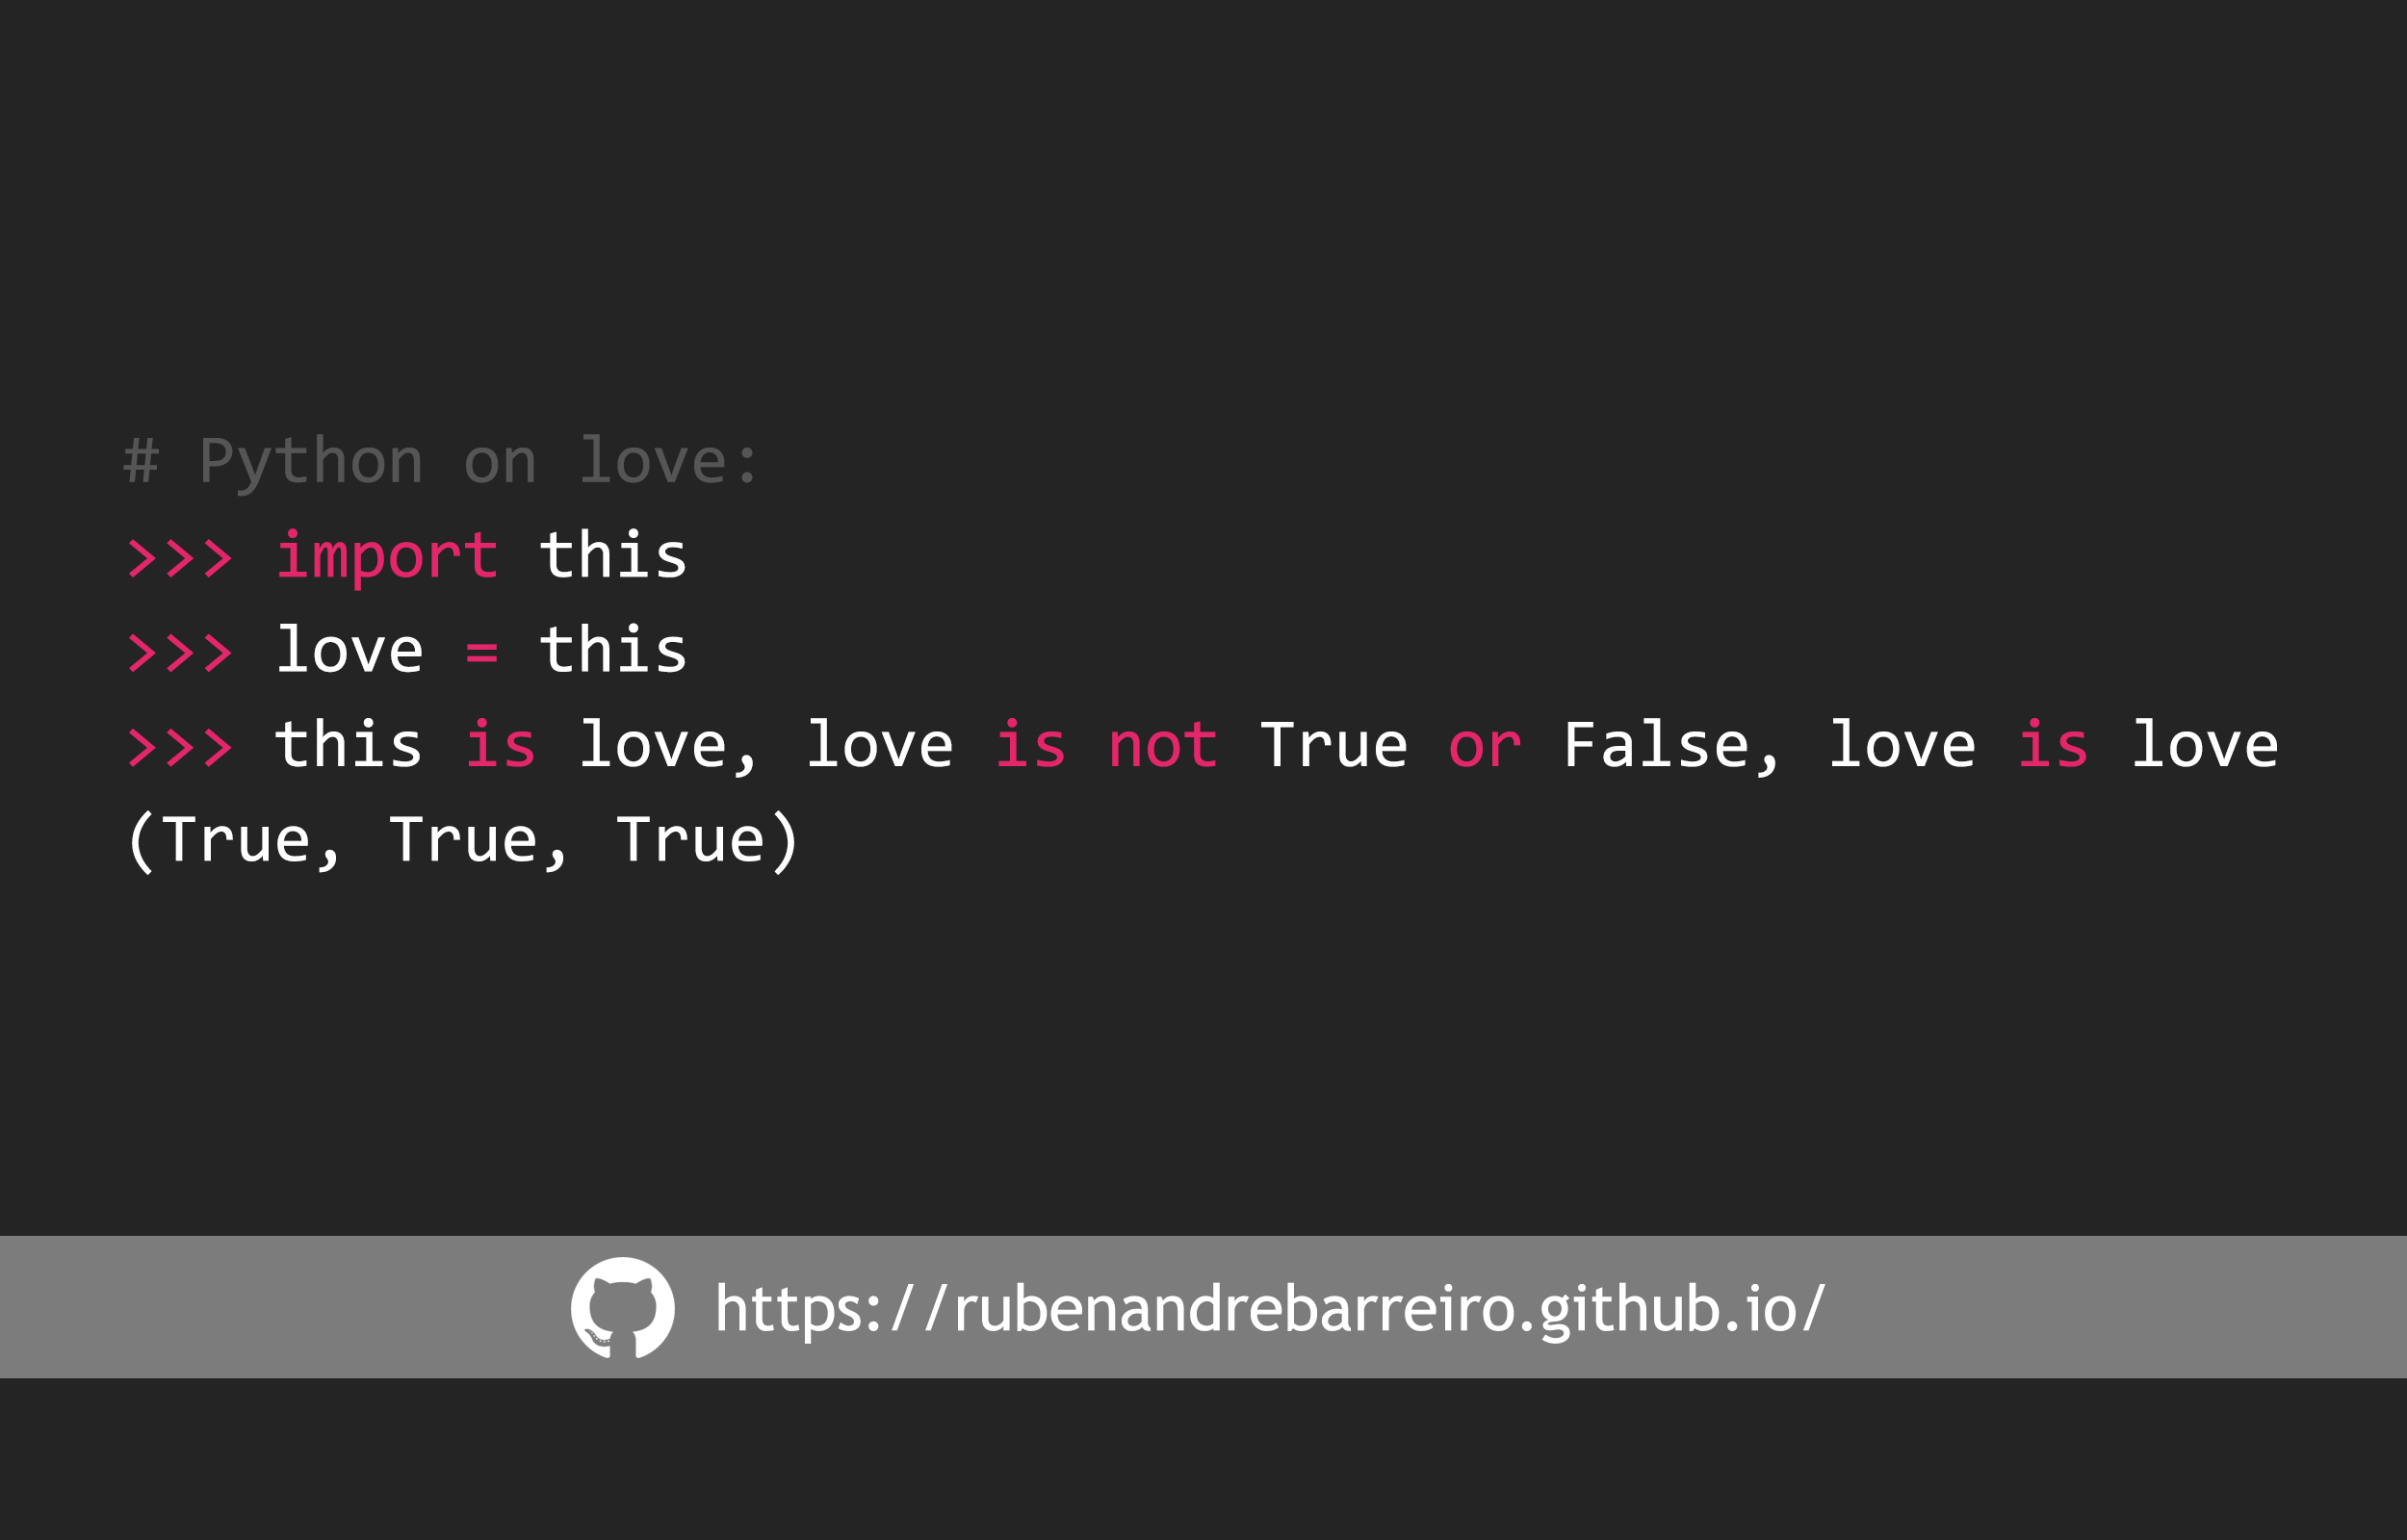 # Python on love:
>>> import this
>>> love = this
>>> this is love, love is not True or False, love is love
(True, True, True)
https://rubenandrebarreiro.github.io/